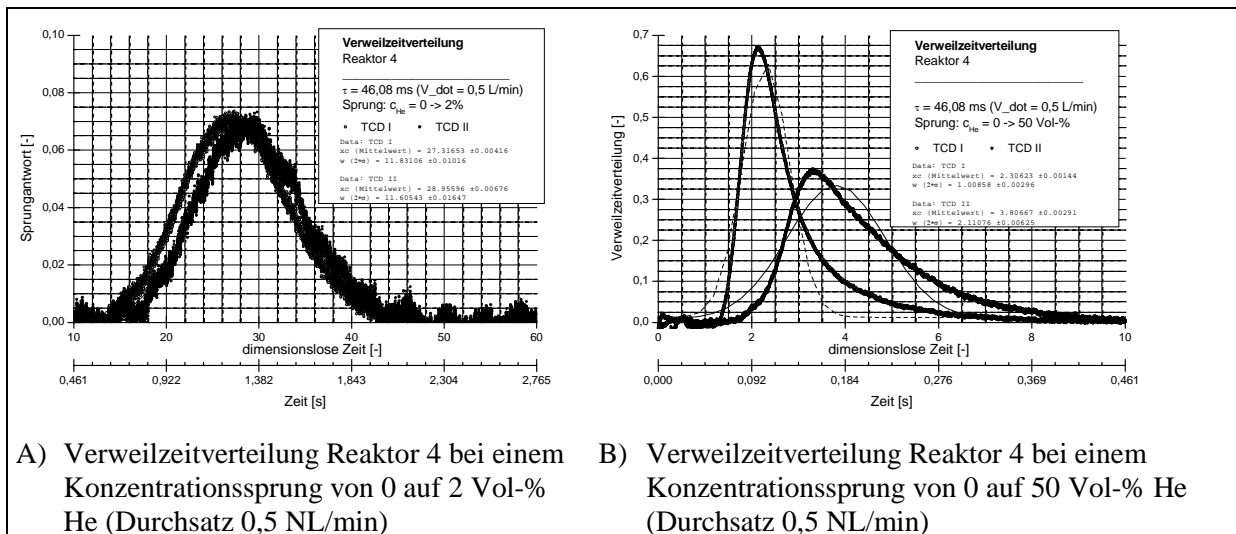 0,10
0,08
0,06
0,04
0,02
0,00
Sprungantwort [-]
Verweilzeitverteilung
Reaktor 4
τ = 46,08 ms (V_dot = 0,5 L/min)
Sprung: cHe = 0 -> 2%
TCD I TCD II
Data: TCD I
xc (Mittelwert) = 27.31653 ±0.00416
w (2*σ) = 11.83106 ±0.01016
Data: TCD II
xc (Mittelwert) = 28.95596 ±0.00676
w (2*σ) = 11.60543 ±0.01647
10 20 30 40 50 60
dimensionslose Zeit [-]
0,461 0,922 1,382 1,843 2,304 2,765
Zeit [s]
0,7
0,6
0,5
0,4
0,3
0,2
0,1
0,0
Verweilzeitverteilung [-]
Verweilzeitverteilung
Reaktor 4
τ = 46,08 ms (V_dot = 0,5 L/min)
Sprung: cHe = 0 -> 50 Vol-%
TCD I TCD II
Data: TCD I
xc (Mittelwert) = 2.30623 ±0.00144
w (2*σ) = 1.00858 ±0.00296
Data: TCD II
xc (Mittelwert) = 3.80667 ±0.00291
w (2*σ) = 2.11076 ±0.00625
0 2 4 6 8 10
dimensionslose Zeit [-]
0,000 0,092 0,184 0,276 0,369 0,461
Zeit [s]
A) Verweilzeitverteilung Reaktor 4 bei einem
Konzentrationssprung von 0 auf 2 Vol-%
He (Durchsatz 0,5 NL/min)
B) Verweilzeitverteilung Reaktor 4 bei einem
Konzentrationssprung von 0 auf 50 Vol-% He
(Durchsatz 0,5 NL/min)